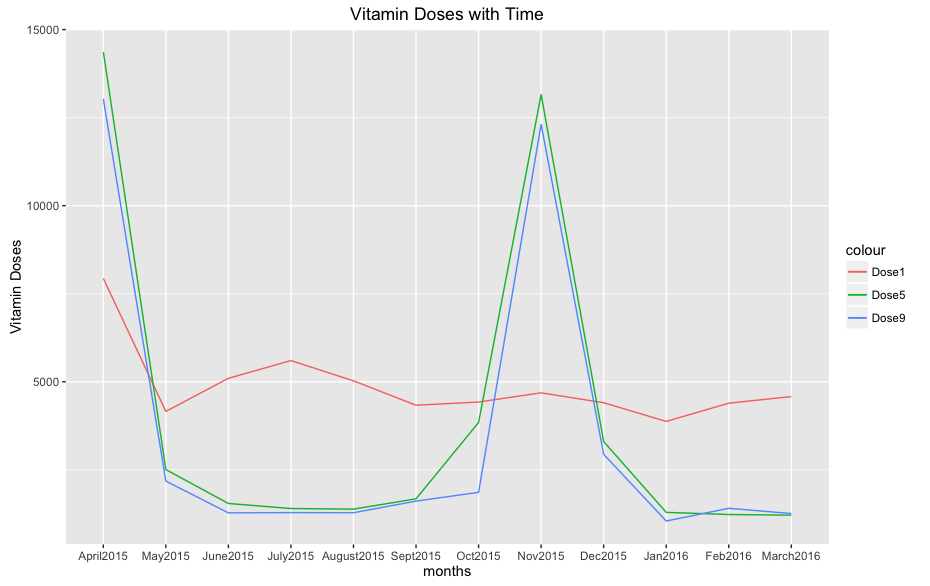 Vitamin Doses with Time
15000
10000
5000
Vitamin Doses
April2015 May2015 June2015 July2015 August2015 Sept2015 Oct2015 Nov2015 Dec2015 Jan2016 Feb2016 March2016
months
colour
Dose1
Dose5
Dose9